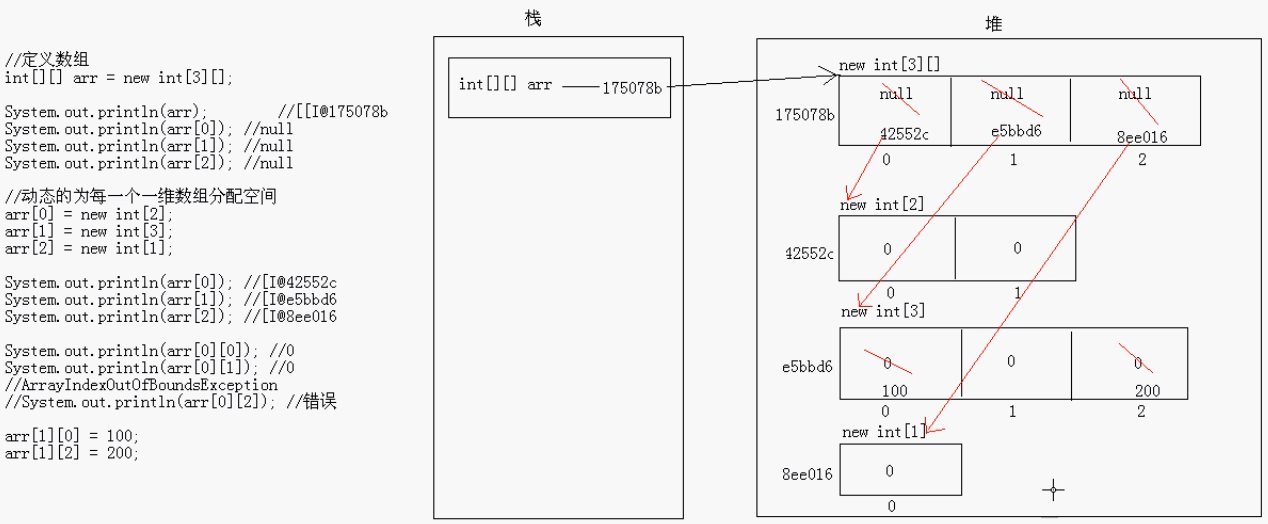 //定义数组
int[][] arr = new int[3][];
System.out.println(arr); //[[I@175078b
System.out.println(arr[0]); //null
System.out.println(arr[1]); //null
System.out.println(arr[2]); //null
//动态的为每一个一维数组分配空间
arr[0] = new int[2];
arr[1] = new int[3];
arr[2] = new int[1];
System.out.println(arr[0]); //[I@42552c
System.out.println(arr[1]); //[I@e5bbd6
System.out.println(arr[2]); //[I@8ee016
System.out.println(arr[0][0]); //0
System.out.println(arr[0][1]); //0
//ArrayIndexOutOfBoundsException
//System.out.println(arr[0][2]); //错误
arr[1][0] = 100;
arr[1][2] = 200;
栈
int[][] arr 175078b
堆
new int[3][]
null null null
175078b
42552c e5bbd6 8ee016
0 1 2
new int[2]
42552c 0 0
0 1
new int[3]
e5bbd6 0 0 0
100 200
0 1 2
new int[1]
8ee016 0
0